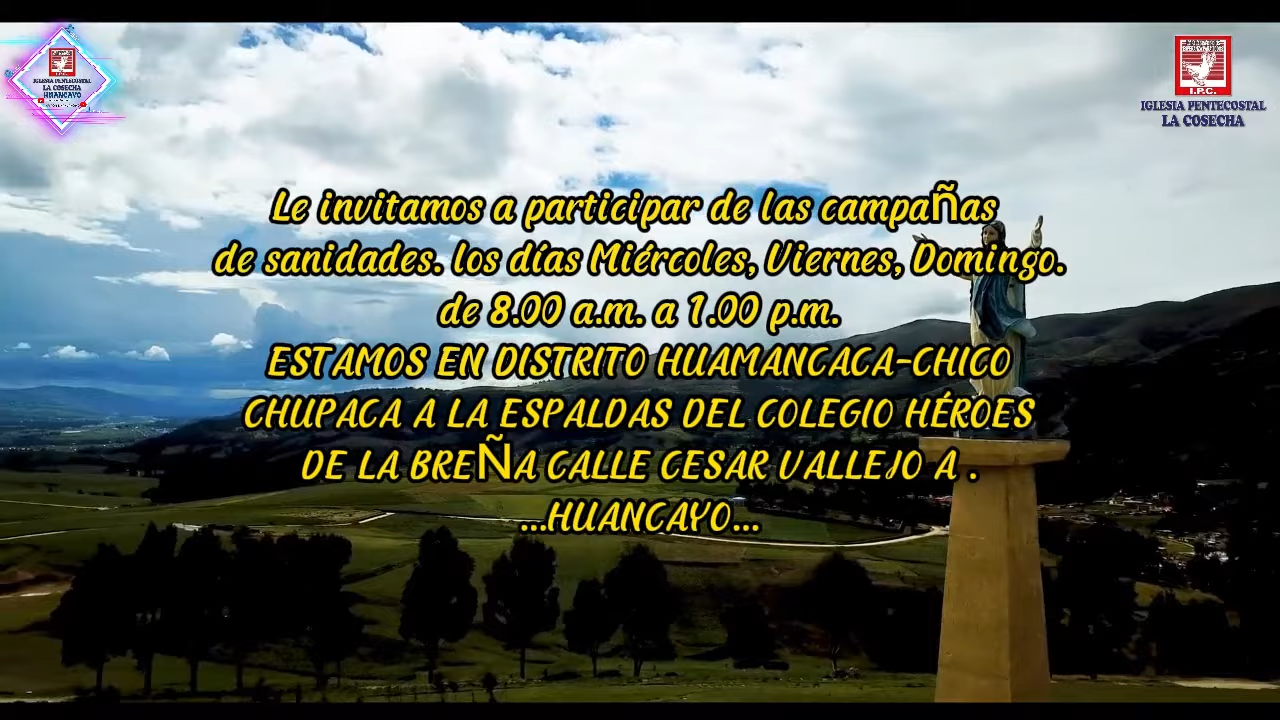 IGLESIA PENTECOSTAL
LA COSECHA
HUANCAYO
I.P.C.
IGLESIA PENTECOSTAL
LA COSECHA
Le invitamos a participar de las campañas
de sanidades. los días Miércoles, Viernes, Domingo.
de 8.00 a.m. a 1.00 p.m.
ESTAMOS EN DISTRITO HUAMANCACA-CHICO
CHUPACA A LA ESPALDAS DEL COLEGIO HÉROES
DE LA BREÑA CALLE CESAR VALLEJO A .
...HUANCAYO...